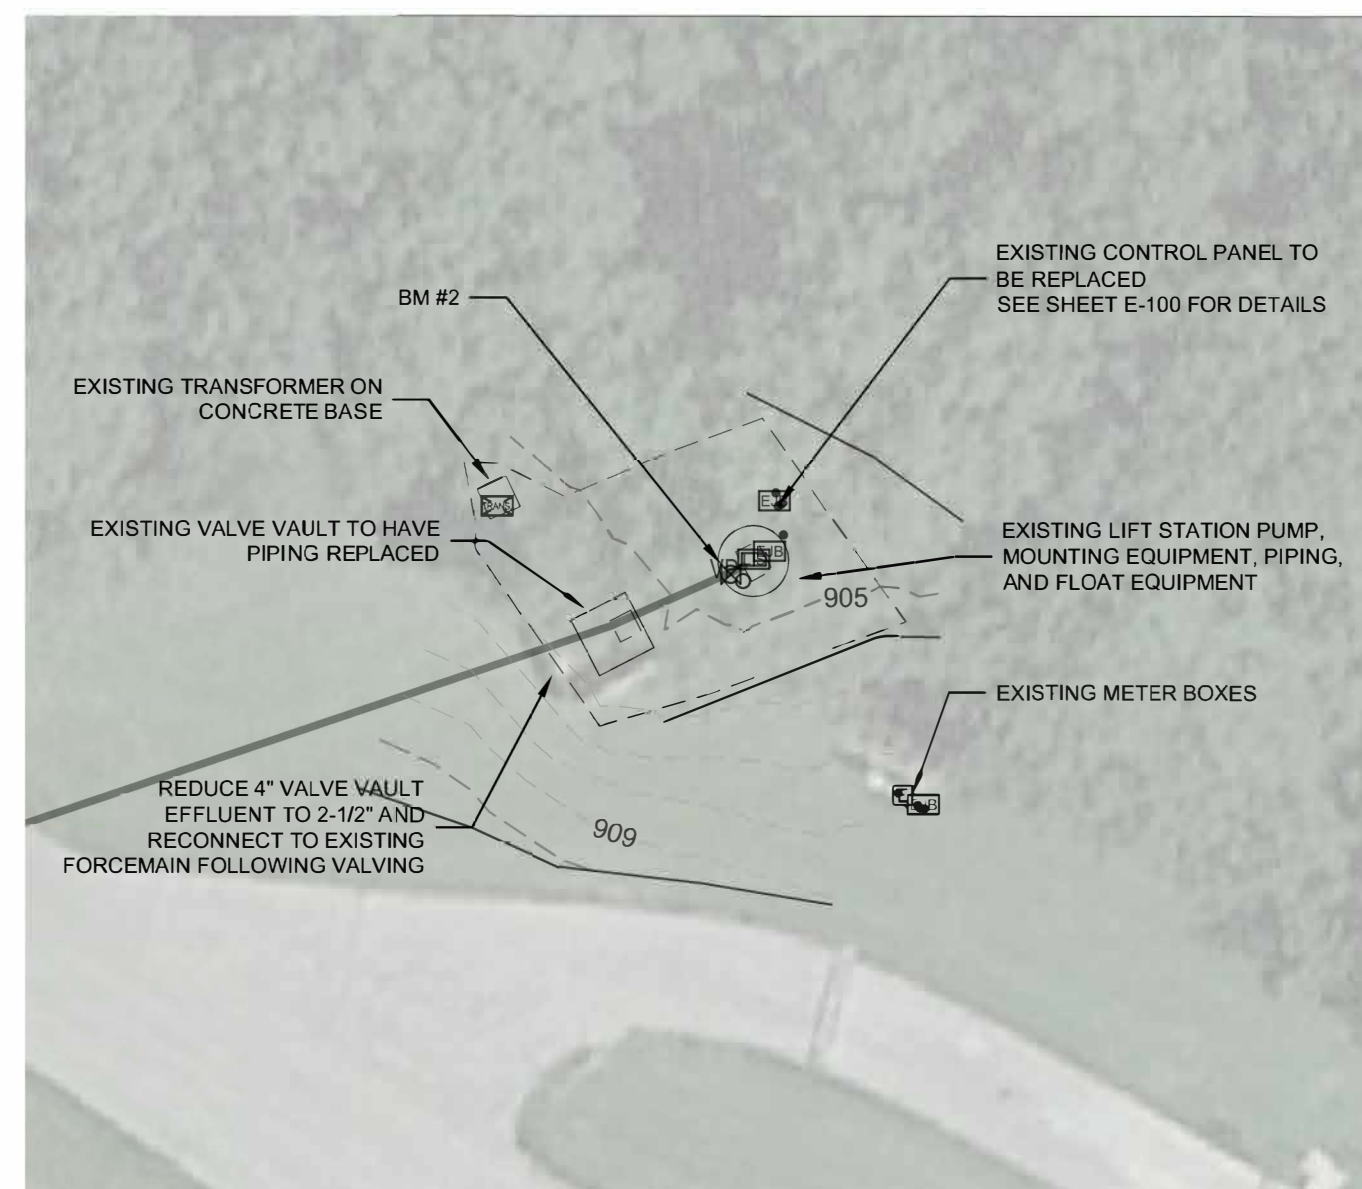 EXISTING CONTROL PANEL TO
BE REPLACED
SEE SHEET E-100 FOR DETAILS
BM #2
EXISTING TRANSFORMER ON
CONCRETE BASE
TRANS
EXISTING VALVE VAULT TO HAVE
PIPING REPLACED
EXISTING LIFT STATION PUMP,
MOUNTING EQUIPMENT, PIPING,
AND FLOAT EQUIPMENT
905
EXISTING METER BOXES
REDUCE 4" VALVE VAULT
EFFLUENT TO 2-1/2" AND
RECONNECT TO EXISTING
FORCEMAIN FOLLOWING VALVING
909